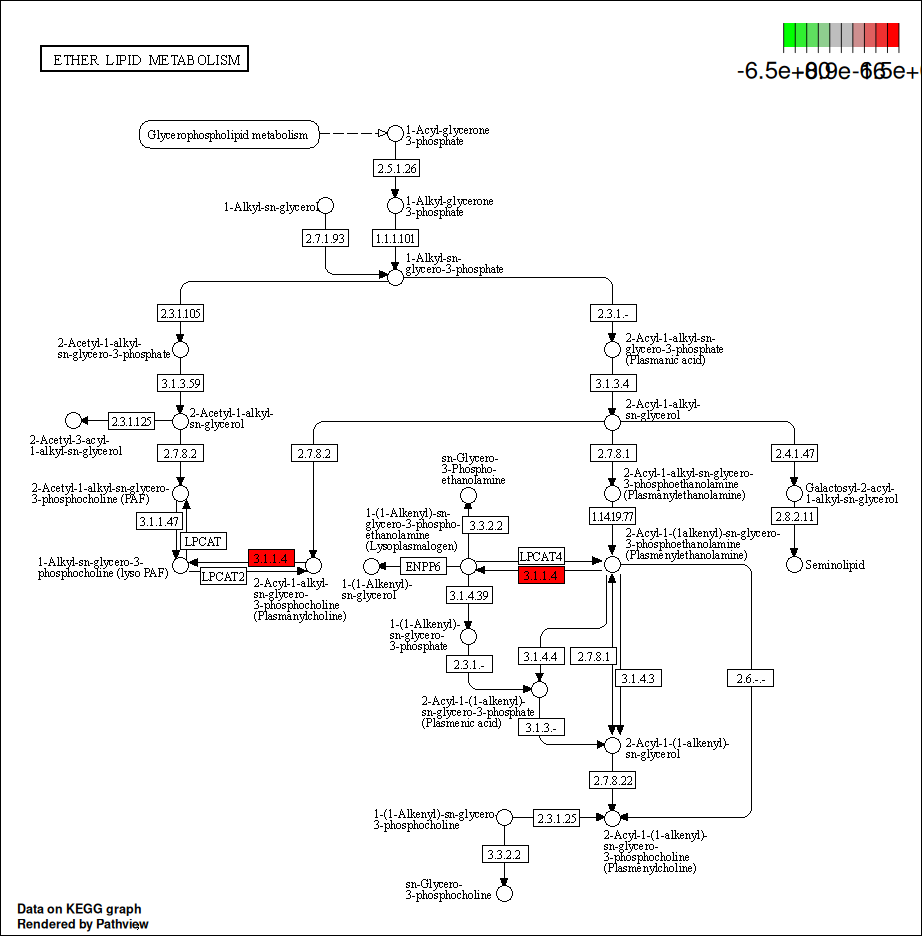 ETHER LIPID METABOLISM
Glycerophospholipid metabolism
1-Acyl-glycerone
3-phosphate
2.5.1.26
1-Alkyl-sn-glycerol
1-Alkyl-glycerone
3-phosphate
2.7.1.93
1.1.1.101
1-Alkyl-sn-
glycero-3-phosphate
2.3.1.105
2.3.1.-
2-Acetyl-1-alkyl-
sn-glycero-3-phosphate
2-Acyl-1-alkyl-sn-
glycero-3-phosphate
(Plasmanic acid)
3.1.3.59
3.1.3.4
2-Acetyl-1-alkyl-
sn-glycerol
2-Acyl-1-alkyl-
sn-glycerol
2.3.1.125
2-Acetyl-3-acyl-
1-alkyl-sn-glycerol
2.7.8.2
2.7.8.2
2.7.8.1
2.4.1.47
sn-Glycero-
3-Phospho-
ethanolamine
2-Acetyl-1-alkyl-sn-glycero-
3-phosphocholine (PAF)
2-Acyl-1-alkyl-sn-glycero-
3-phosphoethanolamine
(Plasmanylethanolamine)
Galactosyl-2-acyl-
1-alkyl-sn-glycerol
3.1.1.47
1-(1-Alkenyl)-sn-
glycero-3-phospho-
ethanolamine
(Lysoplasmalogen)
3.3.2.2
1.14.19.77
2.8.2.11
LPCAT
2-Acyl-1-(1alkenyl)-sn-glycero-
3-phosphoethanolamine
(Plasmenylethanolamine)
3.1.1.4
LPCAT4
1-Alkyl-sn-glycero-3-
phosphocholine (lyso PAF)
LPCAT2
ENPP6
3.1.1.4
Seminolipid
2-Acyl-1-alkyl-
sn-glycero-
3-phosphocholine
(Plasmanylcholine)
1-(1-Alkenyl)-
sn-glycerol
3.1.4.39
1-(1-Alkenyl)-
sn-glycero-
3-phosphate
2.3.1.-
3.1.4.4
2.7.8.1
3.1.4.3
2.6.-.-
2-Acyl-1-(1-alkenyl)-
sn-glycero-3-phosphate
(Plasmenic acid)
3.1.3.-
2-Acyl-1-(1-alkenyl)-
sn-glycerol
2.7.8.22
1-(1-Alkenyl)-sn-glycero-
3-phosphocholine
2.3.1.25
2-Acyl-1-(1-alkenyl)-
sn-glycero-
3-phosphocholine
(Plasmenylcholine)
3.3.2.2
sn-Glycero-
3-phosphocholine
Data on KEGG graph
Rendered by Pathview